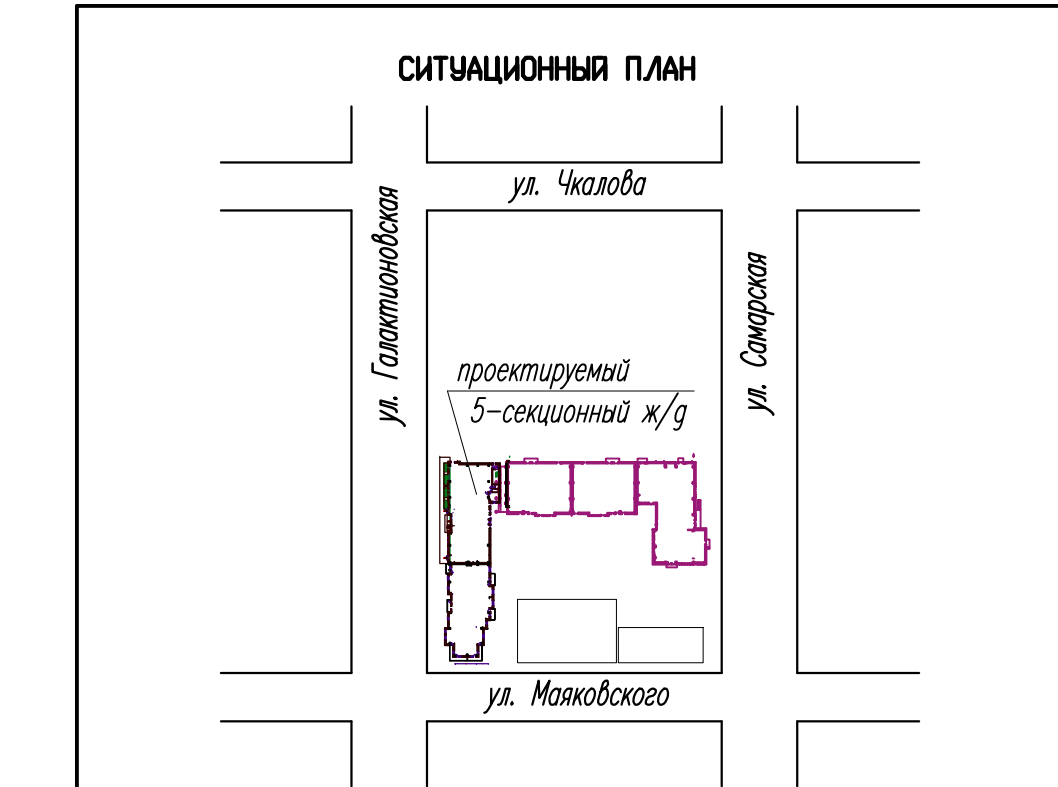 СИТУАЦИОННЫЙ ПЛАН
ул. Чкалова
ул. Галактионовская
ул. Самарская
проектируемый
5-секционный ж/д
ул. Маяковского